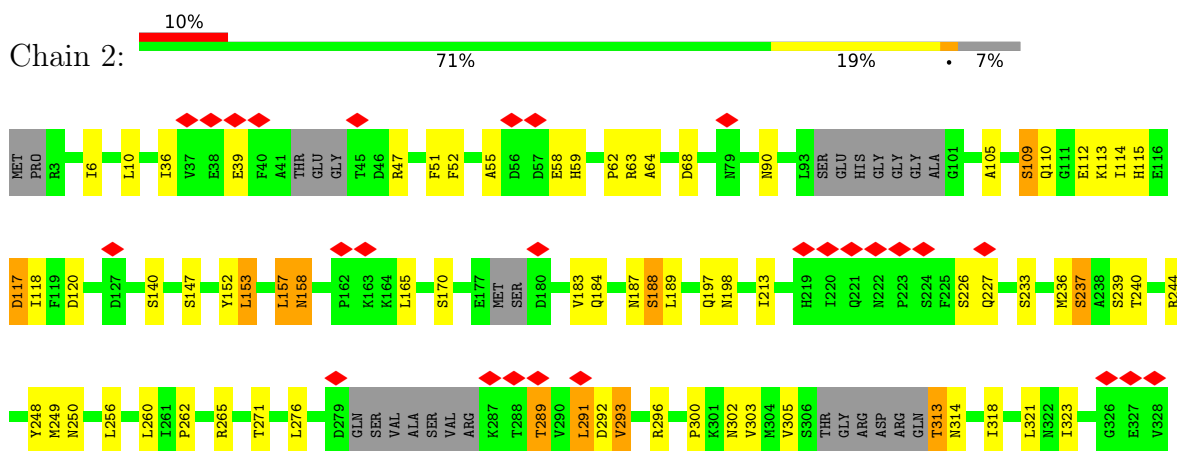 10%
Chain 2:
71% 19% • 7%
MET PRO R3 I6 L10 I36 V37 E38 E39 F40 A41 THR GLU GLY T45 D46 R47 F51 F52 A55 D56 D57 E58 H59 P62 R63 A64 D68 N79 N90 L93 SER GLU HIS GLY GLY GLY ALA G101 A105 S109 Q110 G111 E112 K113 I114 H115 E116
D117 I118 F119 D120 D127 S140 S147 Y152 L153 L157 N158 P162 K163 K164 L165 S170 E177 MET SER D180 V183 Q184 N187 S188 L189 Q197 N198 I213 H219 I220 Q221 N222 P223 S224 F225 S226 Q227 S233 M236 S237 A238 S239 T240 R244
Y248 M249 N250 L256 L260 I261 P262 R265 T271 L276 D279 GLN SER VAL ALA SER VAL ARG K287 T288 T289 V290 L291 D292 V293 R296 P300 K301 N302 V303 M304 V305 S306 THR GLY ARG ASP ARG GLN T313 N314 I318 L321 N322 I323 G326 E327 V328